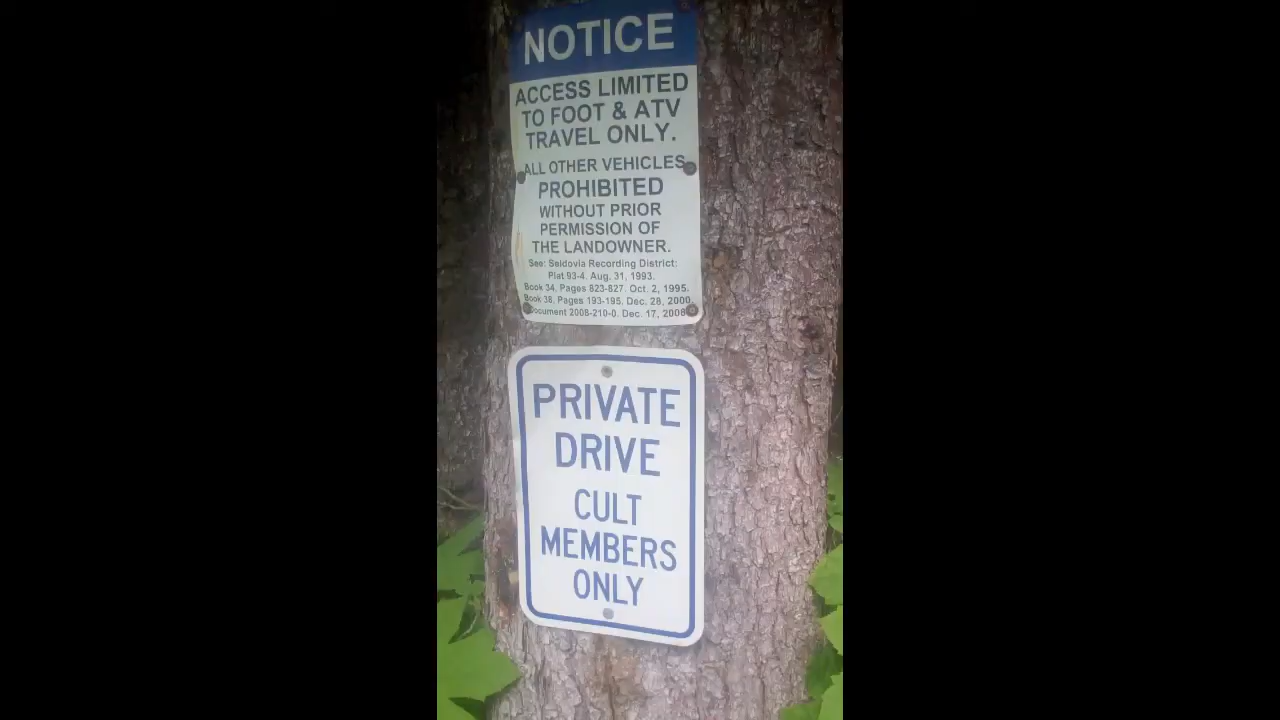 NOTICE
ACCESS LIMITED
TO FOOT & ATV
TRAVEL ONLY.
ALL OTHER VEHICLES
PROHIBITED
WITHOUT PRIOR
PERMISSION OF
THE LANDOWNER.
See: Seldovia Recording District:
Plat 93-4. Aug. 31, 1993.
Book 34. Pages 823-827. Oct. 2, 1995.
Book 38. Pages 193-195. Dec. 28, 2000.
Document 2008-210-0. Dec. 17, 2008
PRIVATE
DRIVE
CULT
MEMBERS
ONLY